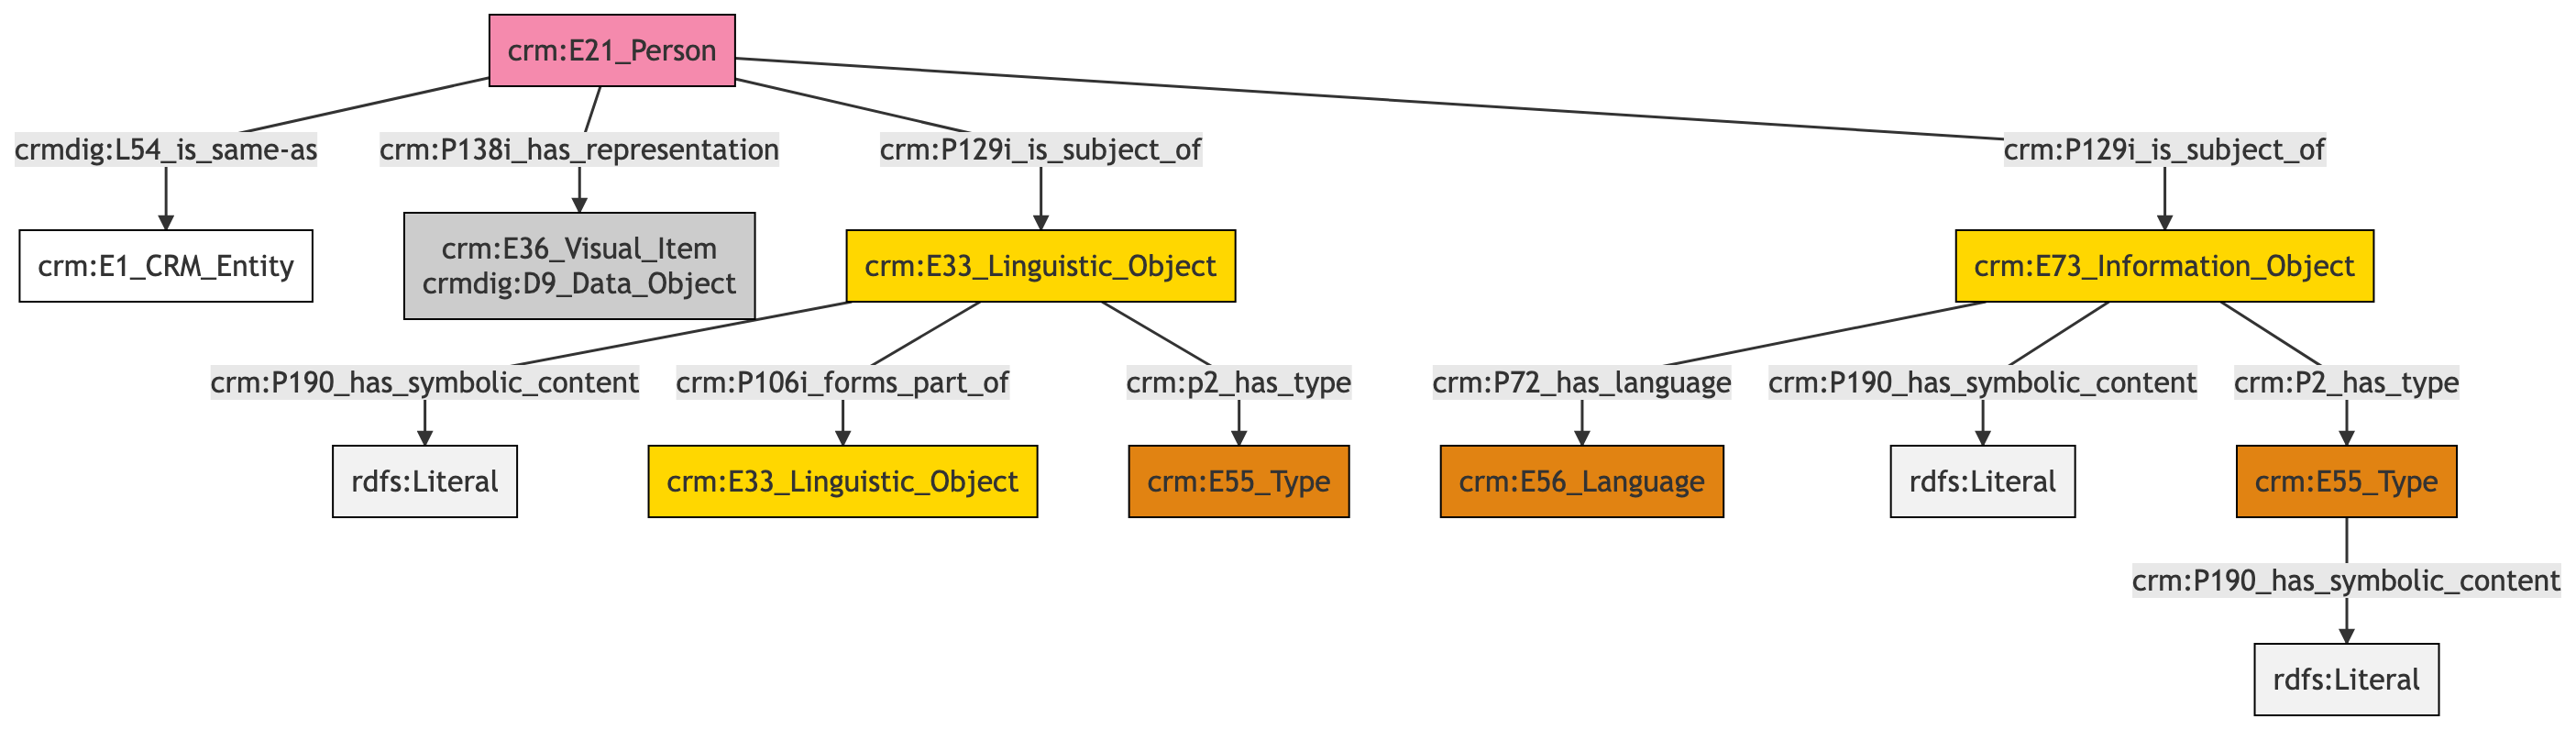 crm:E21_Person
crmdig:L54_is_same-as
crm:P138i_has_representation
crm:P129i_is_subject_of
crm:P129i_is_subject_of
crm:E1_CRM_Entity
crm:E36_Visual_Item
crmdig:D9_Data_Object
crm:E33_Linguistic_Object
crm:E73_Information_Object
crm:P190_has_symbolic_content
crm:P106i_forms_part_of
crm:p2_has_type
crm:P72_has_language
crm:P190_has_symbolic_content
crm:P2_has_type
rdfs:Literal
crm:E33_Linguistic_Object
crm:E55_Type
crm:E56_Language
rdfs:Literal
crm:E55_Type
crm:P190_has_symbolic_content
rdfs:Literal